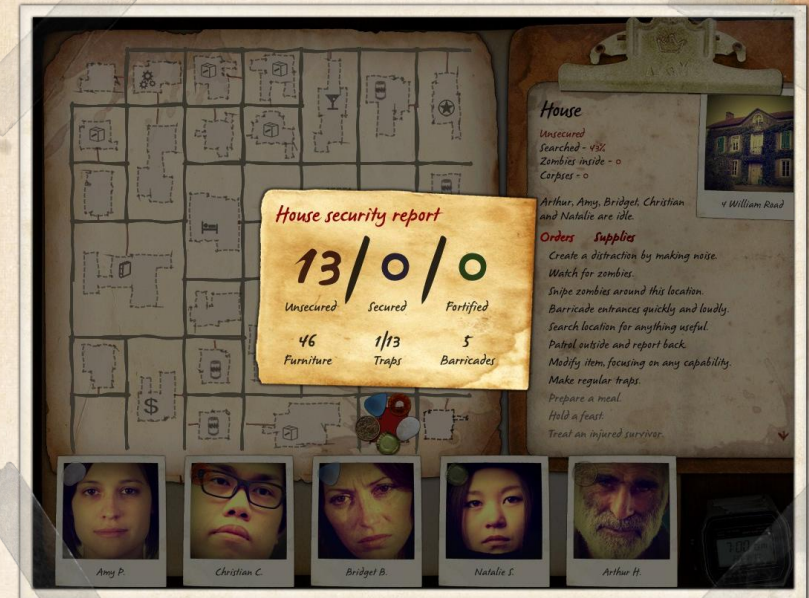 House security report
13/0/0
Unsecured Secured Fortified
46 1/13 5
Furniture Traps Barricades
House
Unsecured
Searched - 43%
Zombies inside - 0
Corpses - 0
4 William Road
Arthur, Amy, Bridget, Christian
and Natalie are idle.
Orders Supplies
Create a distraction by making noise.
Watch for zombies.
Snipe zombies around this location.
Barricade entrances quickly and loudly.
Search location for anything useful.
Patrol outside and report back.
Modify item, focusing on any capability.
Make regular traps.
Prepare a meal.
Hold a feast.
Treat an injured survivor.
$
Amy P.
Christian C.
Bridget B.
Natalie S.
Arthur H.